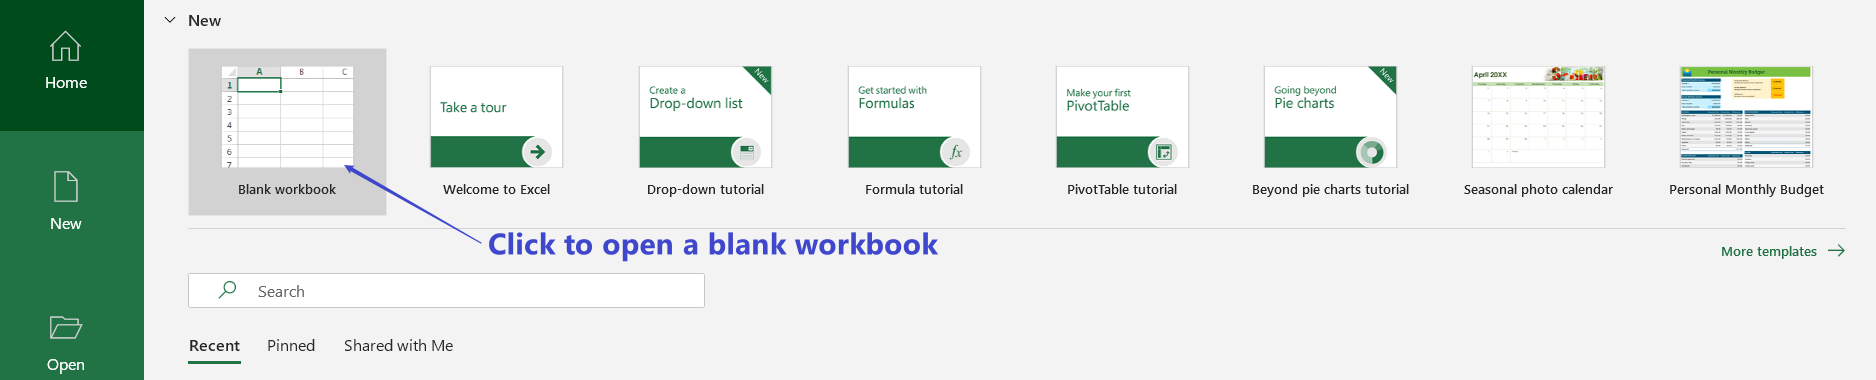 New
Home
New
Open
A B C
1
2
3
4
5
6
7
Blank workbook
Take a tour
Welcome to Excel
Create a
Drop-down list
New
Drop-down tutorial
Get started with
Formulas
fx
Formula tutorial
Make your first
PivotTable
PivotTable tutorial
Going beyond
Pie charts
New
Beyond pie charts tutorial
April 20XX
Seasonal photo calendar
Personal Monthly Budget
Personal Monthly Budget
Click to open a blank workbook
More templates
Search
Recent Pinned Shared with Me